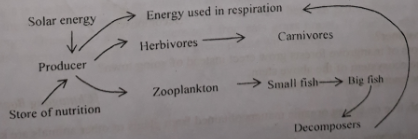 Solar energy
Energy used in respiration
Herbivores
Carnivores
Producer
Zooplankton
Small fish
Big fish
Store of nutrition
Decomposers